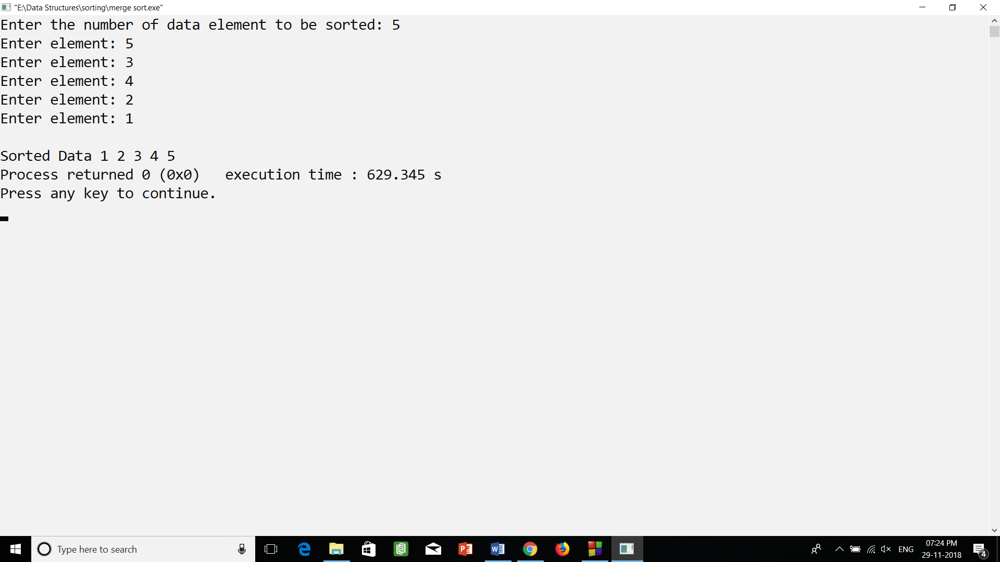 "E:\Data Structures\sorting\merge sort.exe"
Enter the number of data element to be sorted: 5
Enter element: 5
Enter element: 3
Enter element: 4
Enter element: 2
Enter element: 1
Sorted Data 1 2 3 4 5
Process returned 0 (0x0)   execution time : 629.345 s
Press any key to continue.
Type here to search
ENG
07:24 PM
29-11-2018
4